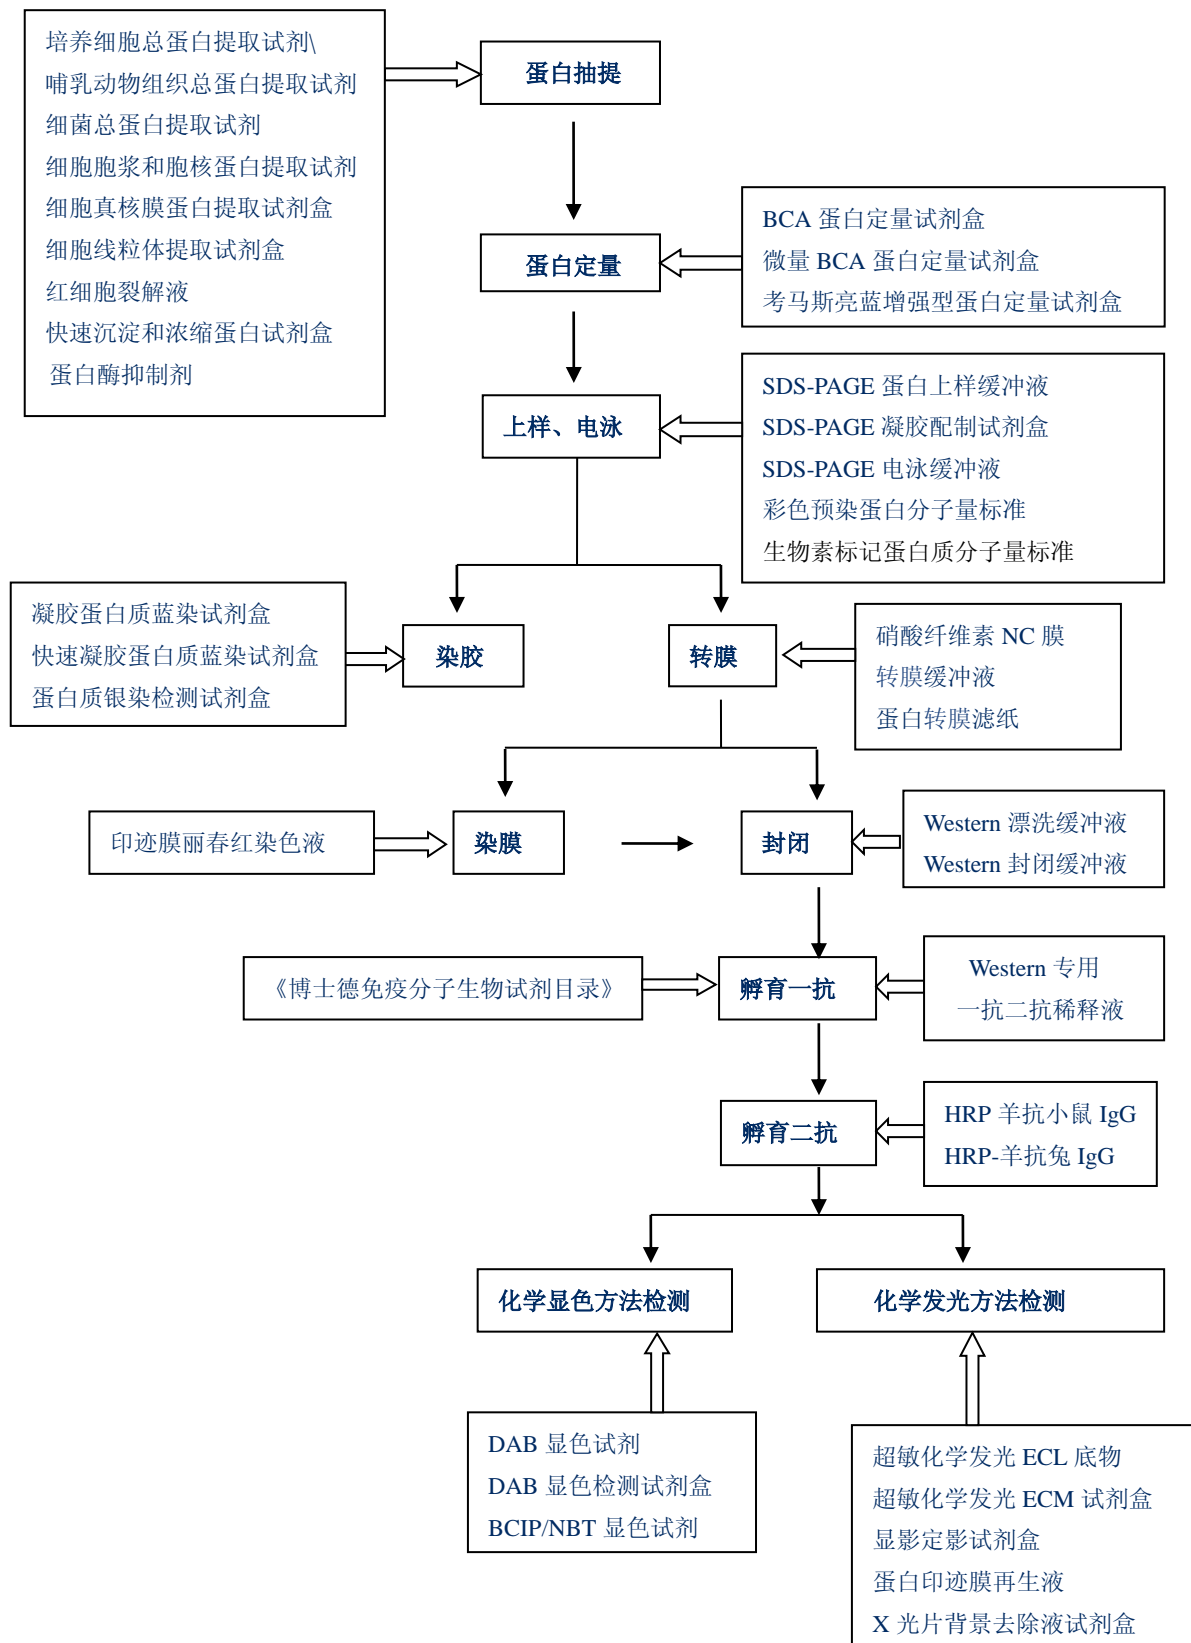 培养细胞总蛋白提取试剂\
哺乳动物组织总蛋白提取试剂
细菌总蛋白提取试剂
细胞胞浆和胞核蛋白提取试剂
细胞真核膜蛋白提取试剂盒
细胞线粒体提取试剂盒
红细胞裂解液
快速沉淀和浓缩蛋白试剂盒
蛋白酶抑制剂
蛋白抽提
蛋白定量
BCA 蛋白定量试剂盒
微量 BCA 蛋白定量试剂盒
考马斯亮蓝增强型蛋白定量试剂盒
上样、电泳
SDS-PAGE 蛋白上样缓冲液
SDS-PAGE 凝胶配制试剂盒
SDS-PAGE 电泳缓冲液
彩色预染蛋白分子量标准
生物素标记蛋白质分子量标准
凝胶蛋白质蓝染试剂盒
快速凝胶蛋白质蓝染试剂盒
蛋白质银染检测试剂盒
染胶
转膜
硝酸纤维素 NC 膜
转膜缓冲液
蛋白转膜滤纸
印迹膜丽春红染色液
染膜
封闭
Western 漂洗缓冲液
Western 封闭缓冲液
《博士德免疫分子生物试剂目录》
孵育一抗
Western 专用
一抗二抗稀释液
孵育二抗
HRP 羊抗小鼠 IgG
HRP-羊抗兔 IgG
化学显色方法检测
化学发光方法检测
DAB 显色试剂
DAB 显色检测试剂盒
BCIP/NBT 显色试剂
超敏化学发光 ECL 底物
超敏化学发光 ECM 试剂盒
显影定影试剂盒
蛋白印迹膜再生液
X 光片背景去除液试剂盒